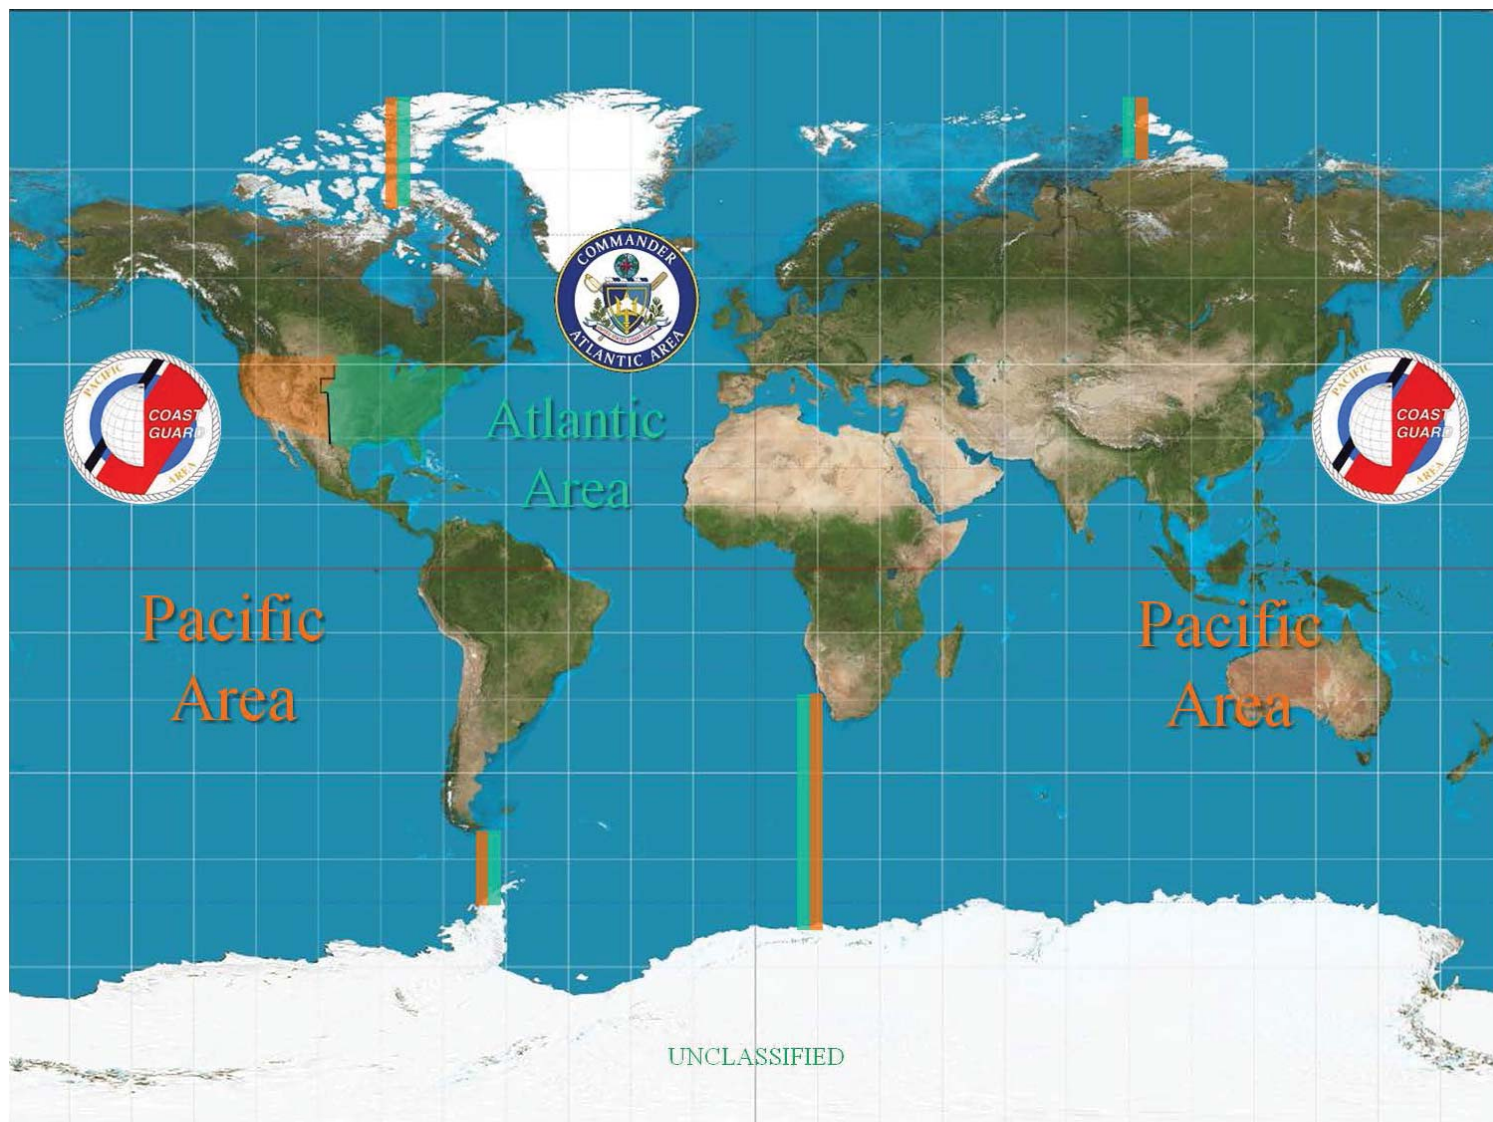 COMMANDER
ATLANTIC AREA
PACIFIC
COAST
GUARD
AREA
PACIFIC
COAST
GUARD
AREA
Atlantic
Area
Pacific
Area
Pacific
Area
UNCLASSIFIED